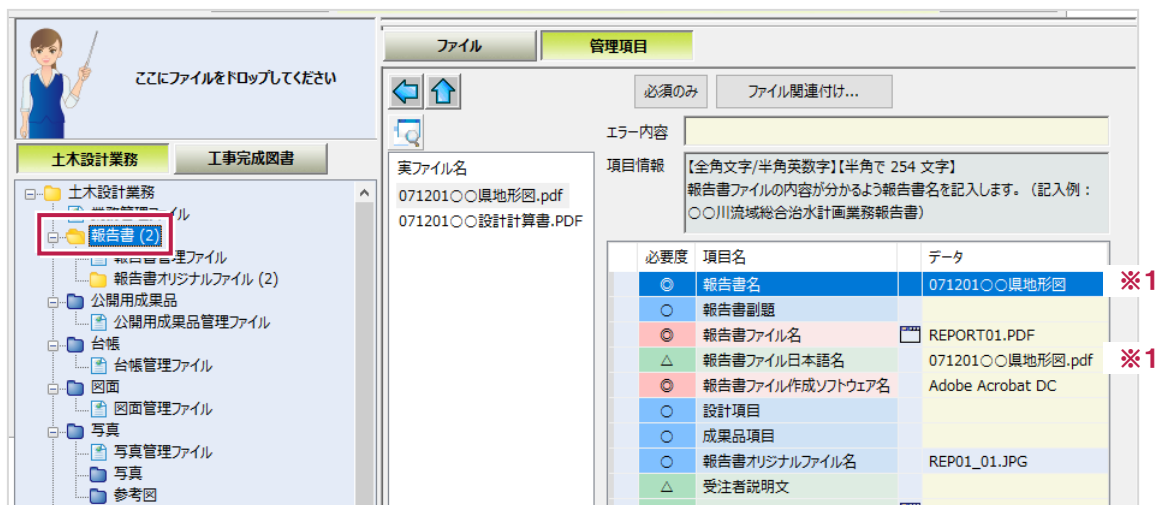 ここにファイルをドロップしてください
土木設計業務
工事完成図書
土木設計業務
報告書 (2)
報告書オリジナルファイル (2)
公開用成果品
公開用成果品管理ファイル
台帳
台帳管理ファイル
図面
図面管理ファイル
写真
写真管理ファイル
写真
参考図
ファイル
管理項目
必須のみ
ファイル関連付け...
エラー内容
項目情報
【全角文字/半角英数字】【半角で 254 文字】
報告書ファイルの内容が分かるよう報告書名を記入します。（記入例：
○○川流域総合治水計画業務報告書）
実ファイル名
071201○○県地形図.pdf
071201○○設計計算書.PDF
必要度 項目名 データ
◎ 報告書名 071201○○県地形図 ※1
○ 報告書副題
◎ 報告書ファイル名 REPORT01.PDF
△ 報告書ファイル日本語名 071201○○県地形図.pdf ※1
◎ 報告書ファイル作成ソフトウェア名 Adobe Acrobat DC
○ 設計項目
○ 成果品項目
○ 報告書オリジナルファイル名 REP01_01.JPG
△ 受注者説明文